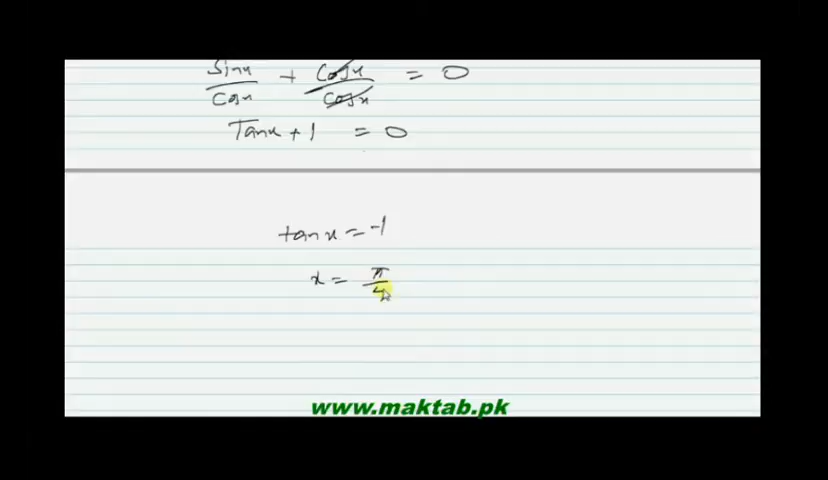 Sinx/Cosx + Cosx/Cosx = 0
Tanx + 1 = 0
tanx = -1
x = π/4
www.maktab.pk